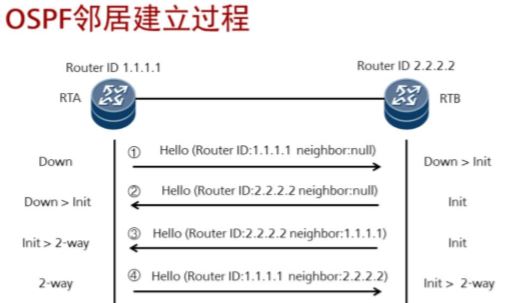 OSPF邻居建立过程
Router ID 1.1.1.1
Router ID 2.2.2.2
RTA
RTB
① Hello (Router ID:1.1.1.1 neighbor:null)
Down
Down > Init
② Hello (Router ID:2.2.2.2 neighbor:null)
Down > Init
Init
③ Hello (Router ID:2.2.2.2 neighbor:1.1.1.1)
Init > 2-way
Init
④ Hello (Router ID:1.1.1.1 neighbor:2.2.2.2)
2-way
Init > 2-way